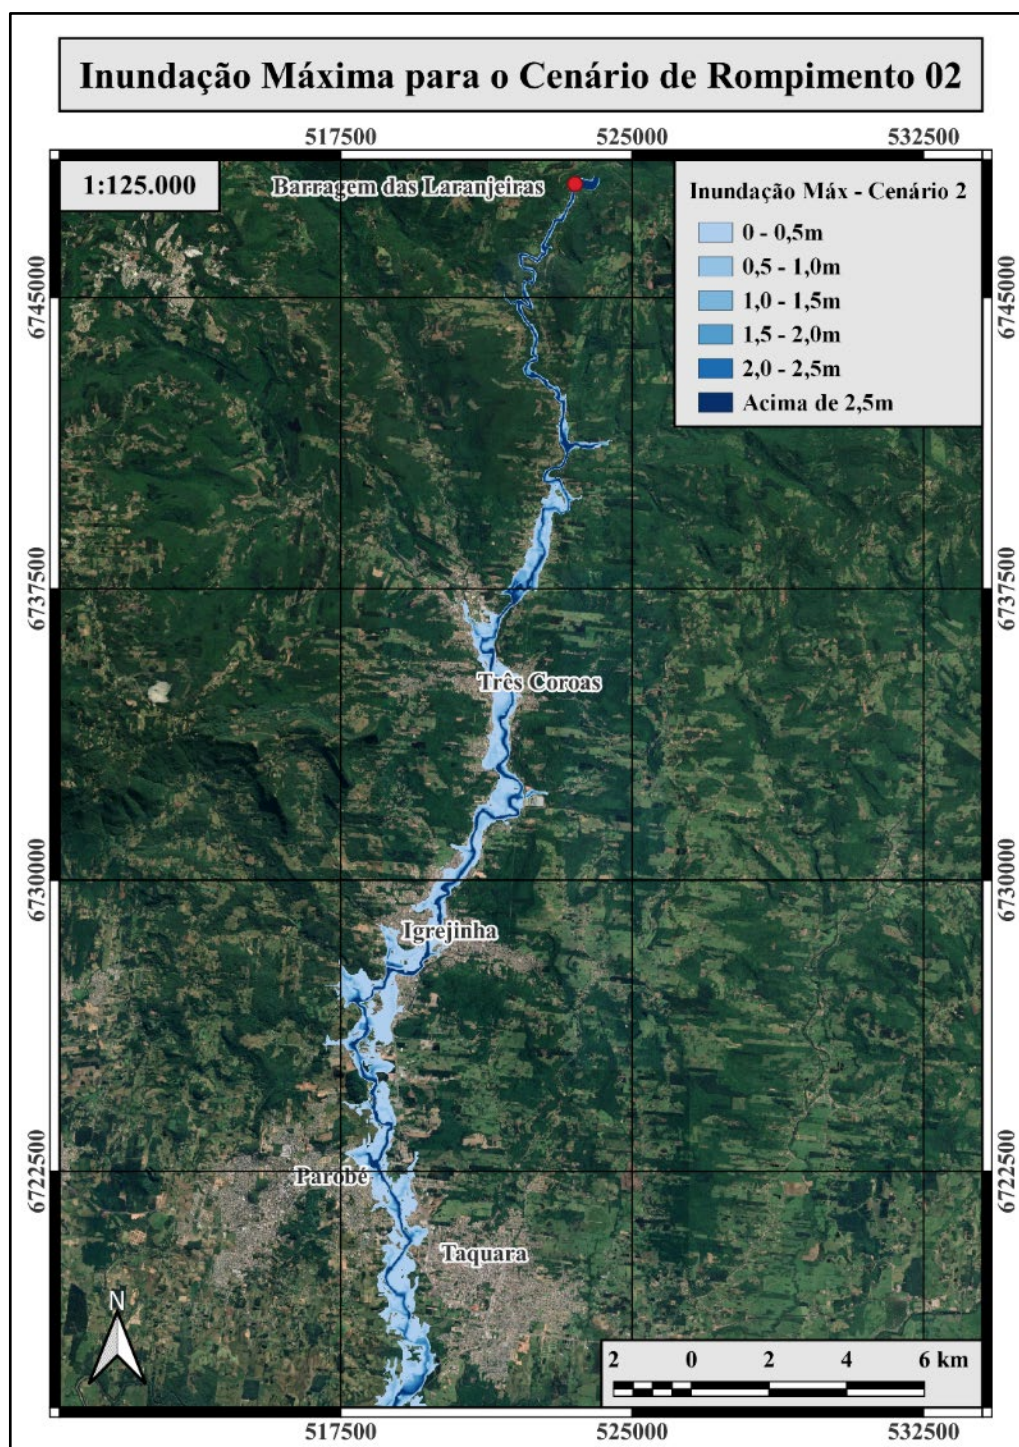 Inundação Máxima para o Cenário de Rompimento 02
517500 525000 532500
1:125.000
Barragem das Laranjeiras
Inundação Máx - Cenário 2
0 - 0,5m
0,5 - 1,0m
1,0 - 1,5m
1,5 - 2,0m
2,0 - 2,5m
Acima de 2,5m
6745000 6745000
6737500 6737500
Três Coroas
6730000 6730000
Igrejinha
6722500 6722500
Parobé
Taquara
N
2 0 2 4 6 km
517500 525000 532500